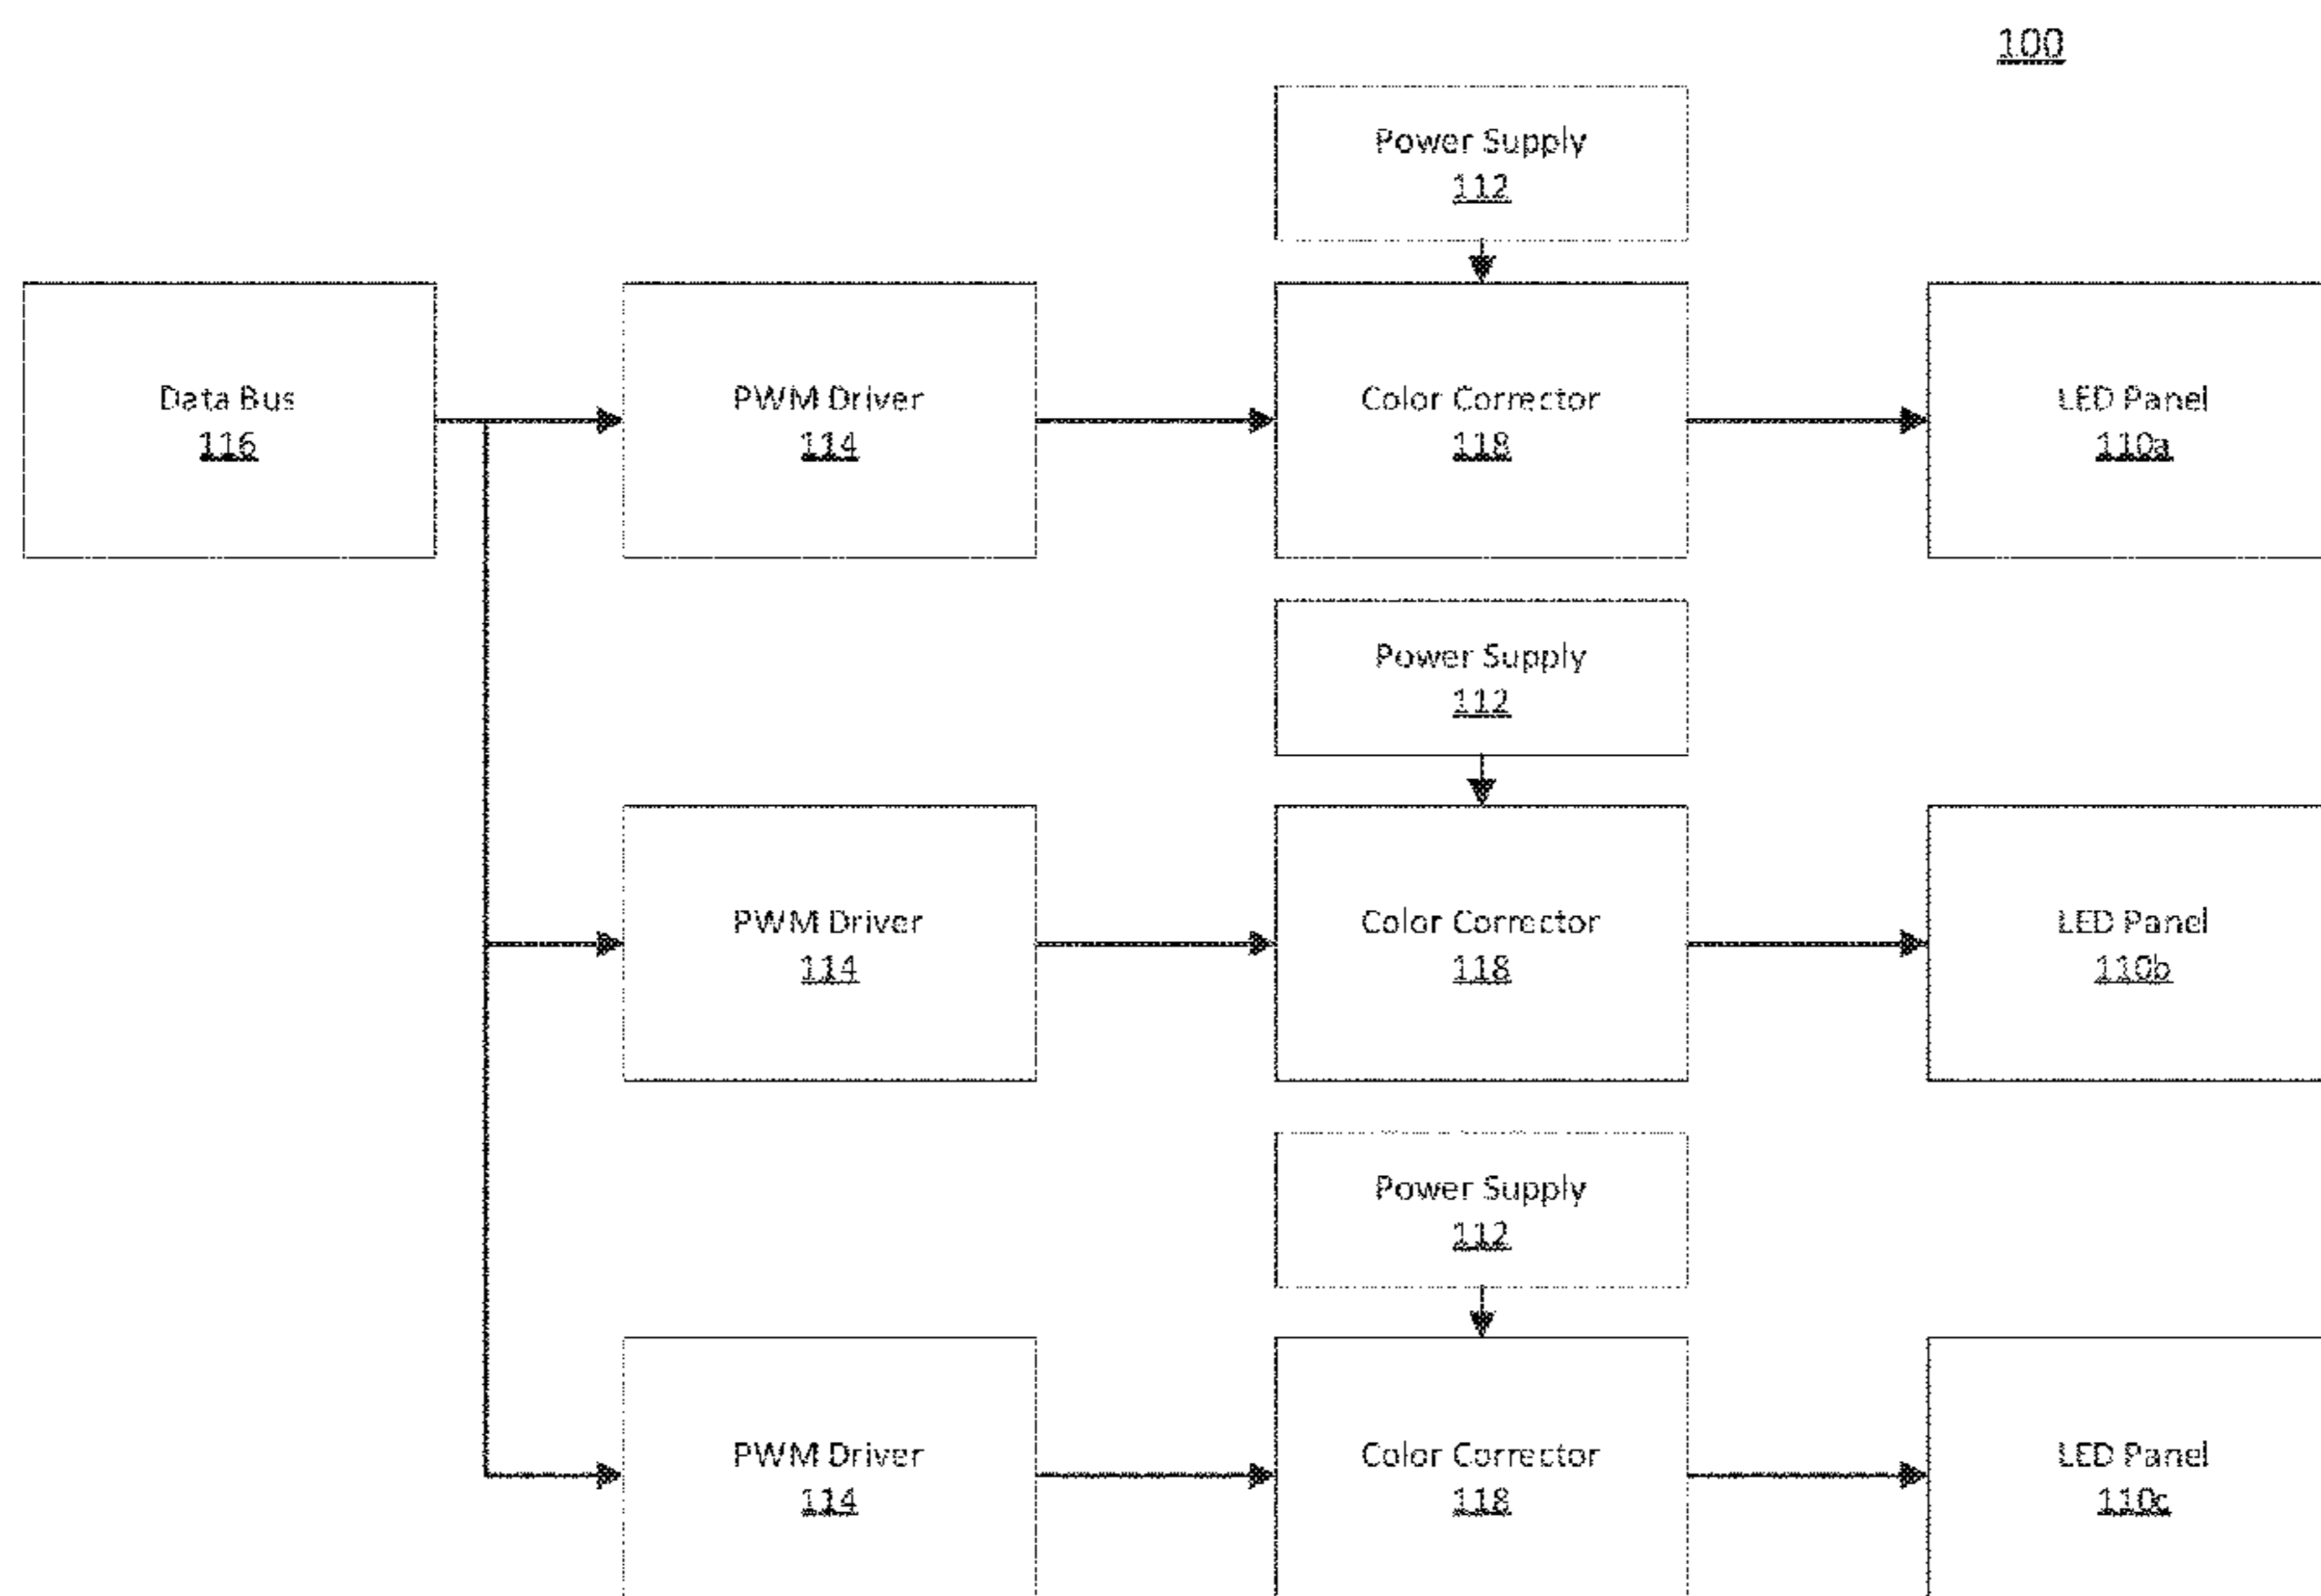 100
Power Supply
112
Data Bus
116
PWM Driver
114
Color Corrector
118
LED Panel
110a
Power Supply
112
PWM Driver
114
Color Corrector
118
LED Panel
110b
Power Supply
112
PWM Driver
114
Color Corrector
118
LED Panel
110c